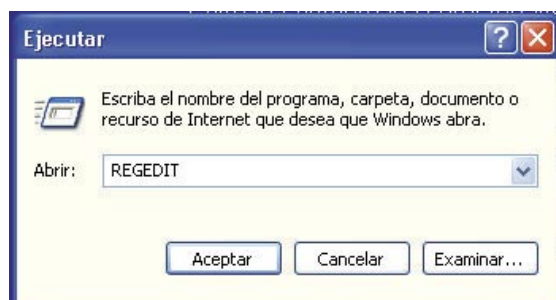 Ejecutar
Escriba el nombre del programa, carpeta, documento o
recurso de Internet que desea que Windows abra.
Abrir: REGEDIT
Aceptar Cancelar Examinar...